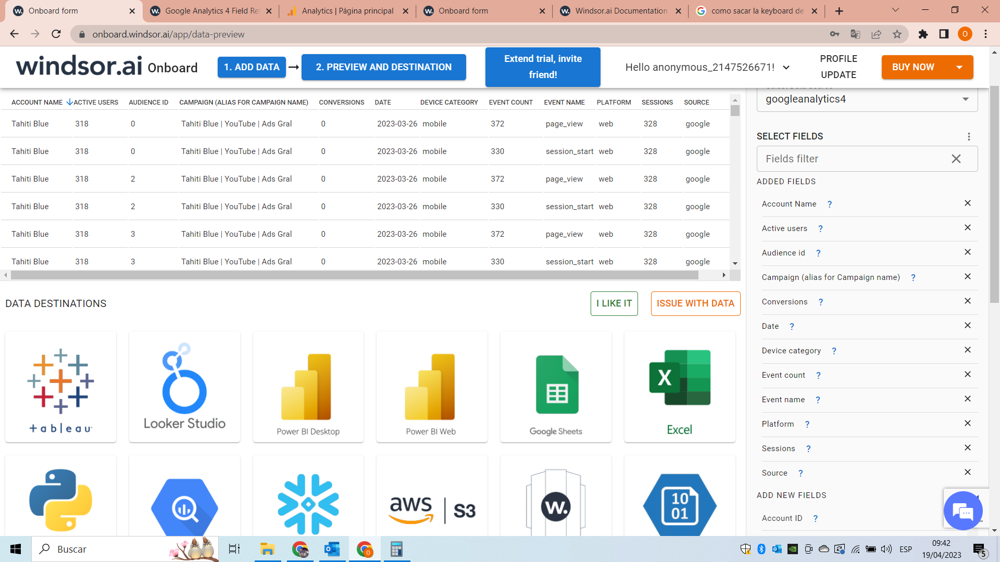 Onboard form
Google Analytics 4 Field Ref
Analytics | Página principal
Onboard form
Windsor.ai Documentation
como sacar la keyboard de
onboard.windsor.ai/app/data-preview
O
windsor.ai Onboard
1. ADD DATA
2. PREVIEW AND DESTINATION
Extend trial, invite
friend!
Hello anonymous_2147526671!
PROFILE
UPDATE
BUY NOW
ACCOUNT NAME ACTIVE USERS AUDIENCE ID CAMPAIGN (ALIAS FOR CAMPAIGN NAME) CONVERSIONS DATE DEVICE CATEGORY EVENT COUNT EVENT NAME PLATFORM SESSIONS SOURCE
Tahiti Blue 318 0 Tahiti Blue | YouTube | Ads Gral 0 2023-03-26 mobile 372 page_view web 328 google
Tahiti Blue 318 0 Tahiti Blue | YouTube | Ads Gral 0 2023-03-26 mobile 330 session_start web 328 google
Tahiti Blue 318 2 Tahiti Blue | YouTube | Ads Gral 0 2023-03-26 mobile 372 page_view web 328 google
Tahiti Blue 318 2 Tahiti Blue | YouTube | Ads Gral 0 2023-03-26 mobile 330 session_start web 328 google
Tahiti Blue 318 3 Tahiti Blue | YouTube | Ads Gral 0 2023-03-26 mobile 372 page_view web 328 google
Tahiti Blue 318 3 Tahiti Blue | YouTube | Ads Gral 0 2023-03-26 mobile 330 session_start web 328 google
googleanalytics4
SELECT FIELDS
Fields filter
ADDED FIELDS
Account Name ?
Active users ?
Audience id ?
Campaign (alias for Campaign name) ?
Conversions ?
Date ?
Device category ?
Event count ?
Event name ?
Platform ?
Sessions ?
Source ?
ADD NEW FIELDS
Account ID ?
DATA DESTINATIONS
I LIKE IT
ISSUE WITH DATA
+ableau
Looker Studio
Power BI Desktop
Power BI Web
Google Sheets
X
Excel
aws | S3
W.
10
01
Buscar
ESP
09:42
19/04/2023
5